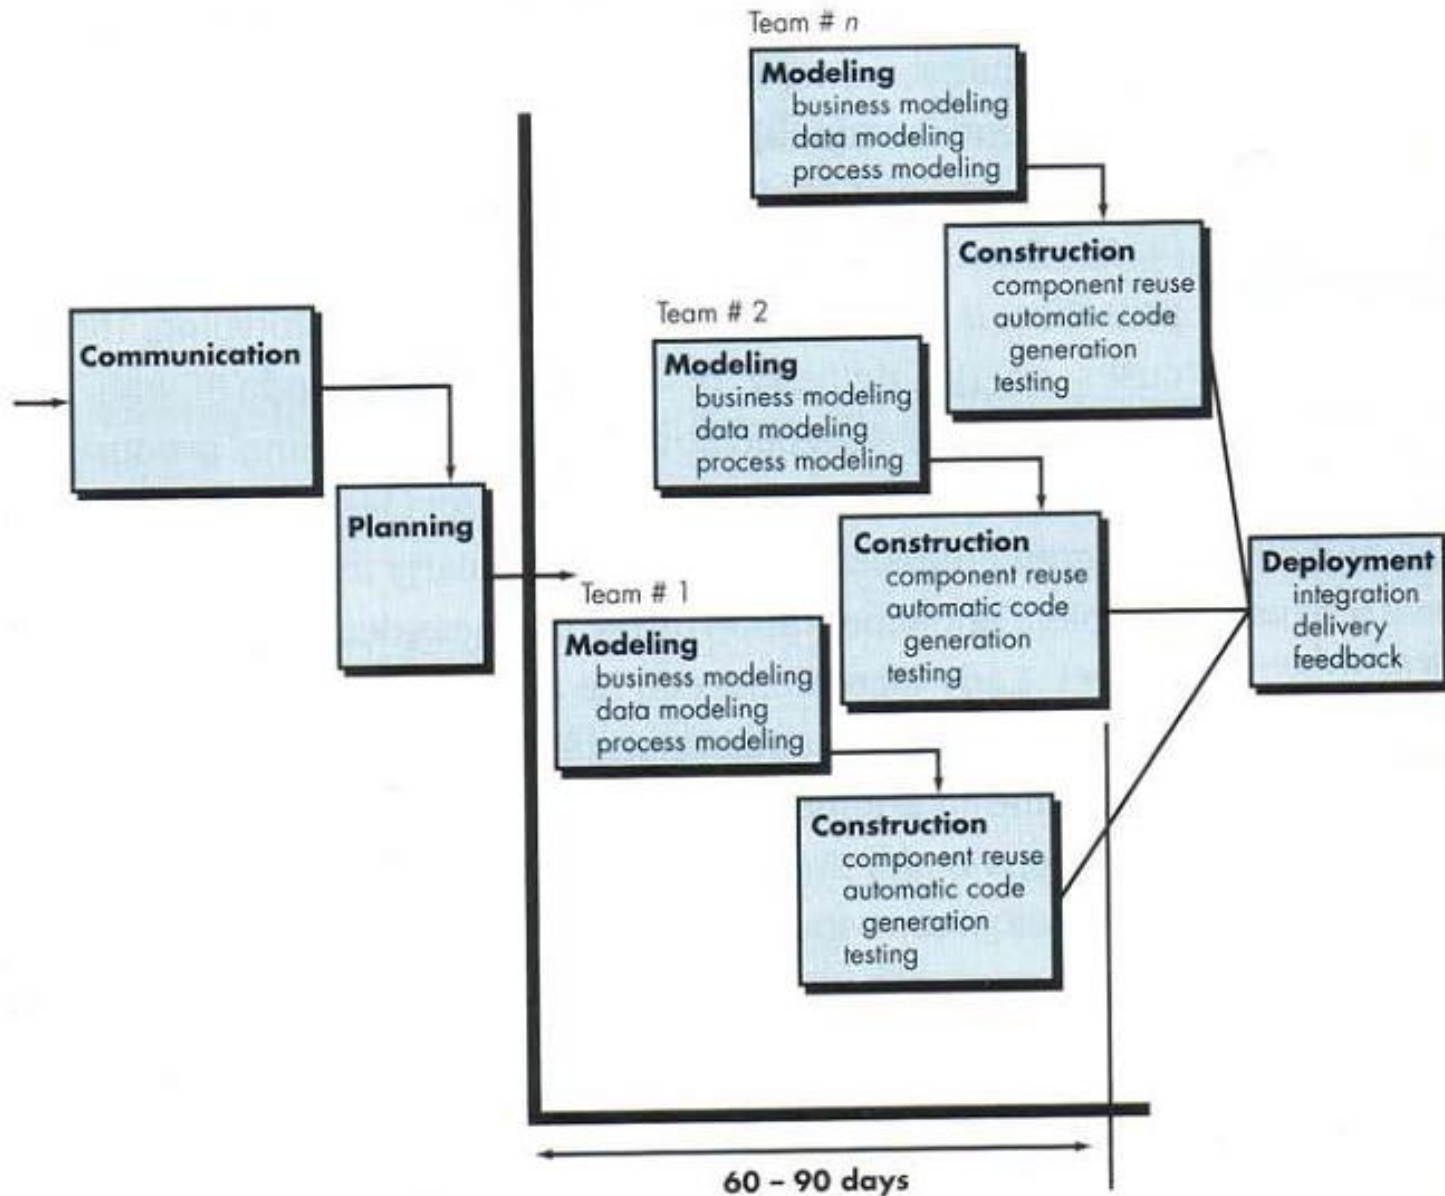 Team # n
Modeling
business modeling
data modeling
process modeling
Construction
component reuse
automatic code
generation
testing
Team # 2
Modeling
business modeling
data modeling
process modeling
Construction
component reuse
automatic code
generation
testing
Communication
Planning
Team # 1
Modeling
business modeling
data modeling
process modeling
Construction
component reuse
automatic code
generation
testing
Deployment
integration
delivery
feedback
60 – 90 days